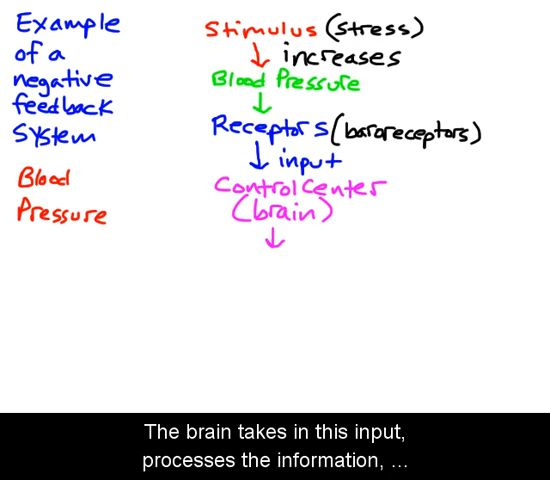 Example
of a
negative
feedback
System
Blood
Pressure
Stimulus (stress)
increases
Blood Pressure
Receptors (baroreceptors)
input
Control Center
(brain)
The brain takes in this input,
processes the information, ...